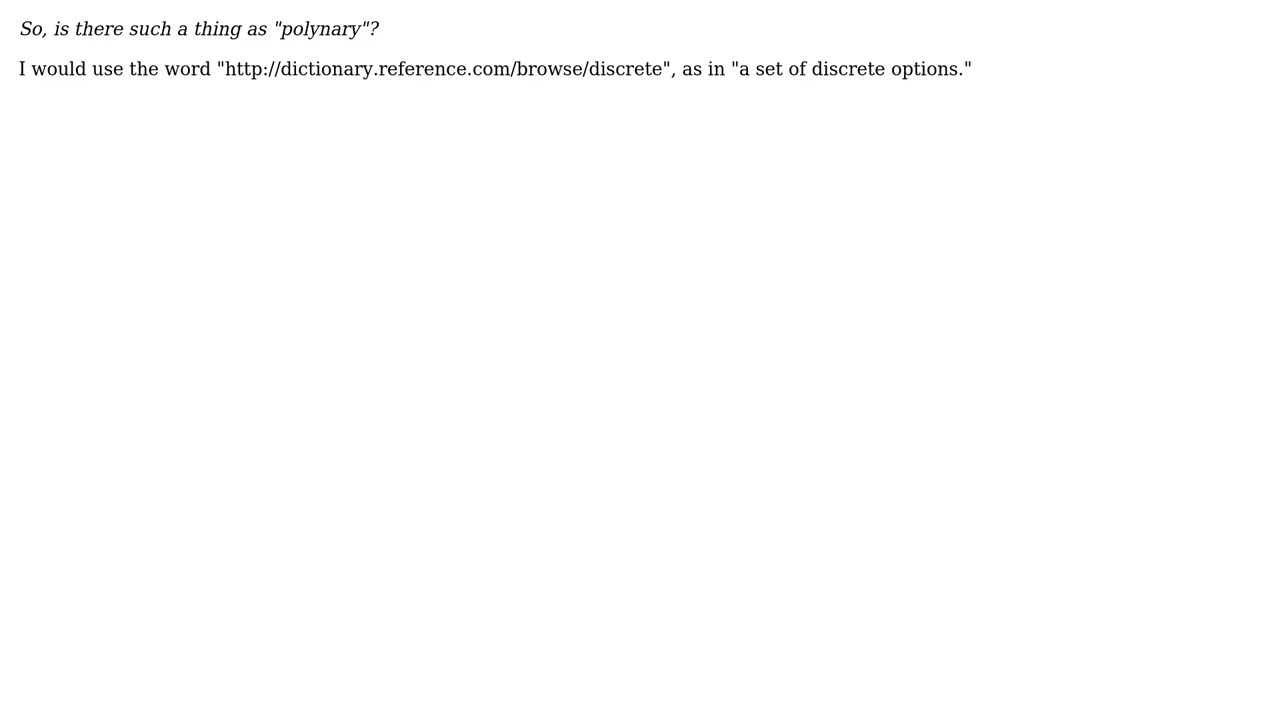 So, is there such a thing as "polynary"?
I would use the word "http://dictionary.reference.com/browse/discrete", as in "a set of discrete options."